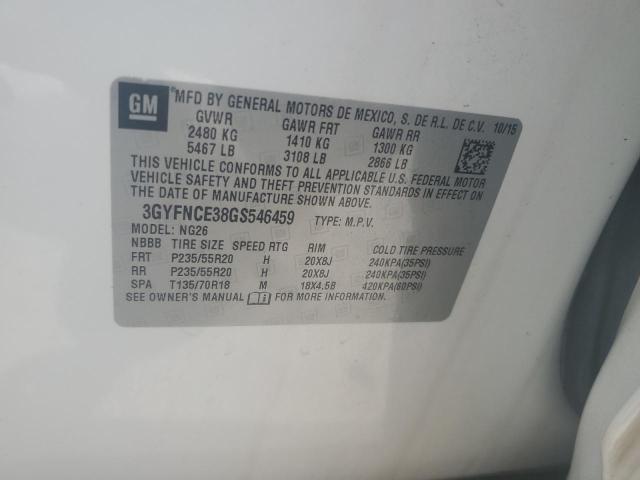 GM
MFD BY GENERAL MOTORS DE MEXICO, S. DE R.L. DE C.V. 10/15
GVWR GAWR FRT GAWR RR
2480 KG 1410 KG 1300 KG
5467 LB 3108 LB 2866 LB
THIS VEHICLE CONFORMS TO ALL APPLICABLE U.S. FEDERAL MOTOR
VEHICLE SAFETY AND THEFT PREVENTION STANDARDS IN EFFECT ON
THE DATE OF MANUFACTURE SHOWN ABOVE.
3GYFNCE38GS546459 TYPE: M.P.V.
MODEL: NG26
NBBB TIRE SIZE SPEED RTG RIM COLD TIRE PRESSURE
FRT P235/55R20 H 20X8J 240KPA(35PSI)
RR P235/55R20 H 20X8J 240KPA(35PSI)
SPA T135/70R18 M 18X4.5B 420KPA(60PSI)
SEE OWNER'S MANUAL FOR MORE INFORMATION.